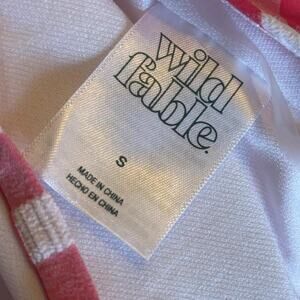 wild
fable.
S
MADE IN CHINA
HECHO EN CHINA